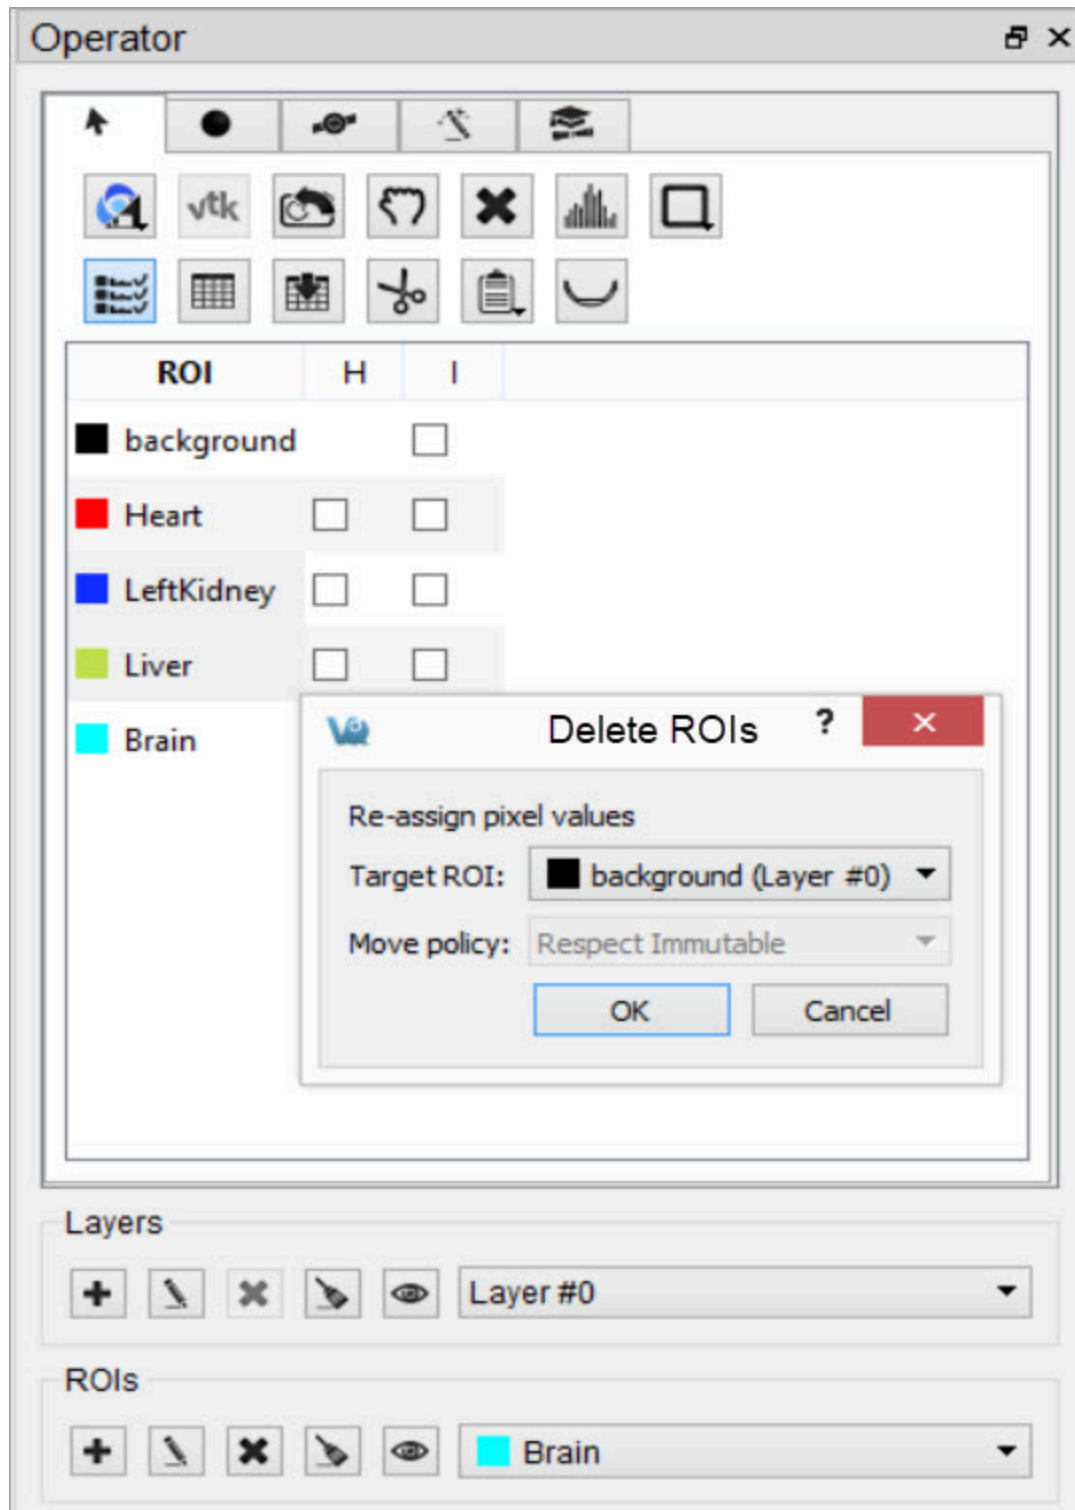 Operator
vtk
ROI H I
background
Heart
LeftKidney
Liver
Brain
Delete ROIs ?
Re-assign pixel values
Target ROI: background (Layer #0)
Move policy: Respect Immutable
OK Cancel
Layers
Layer #0
ROIs
Brain